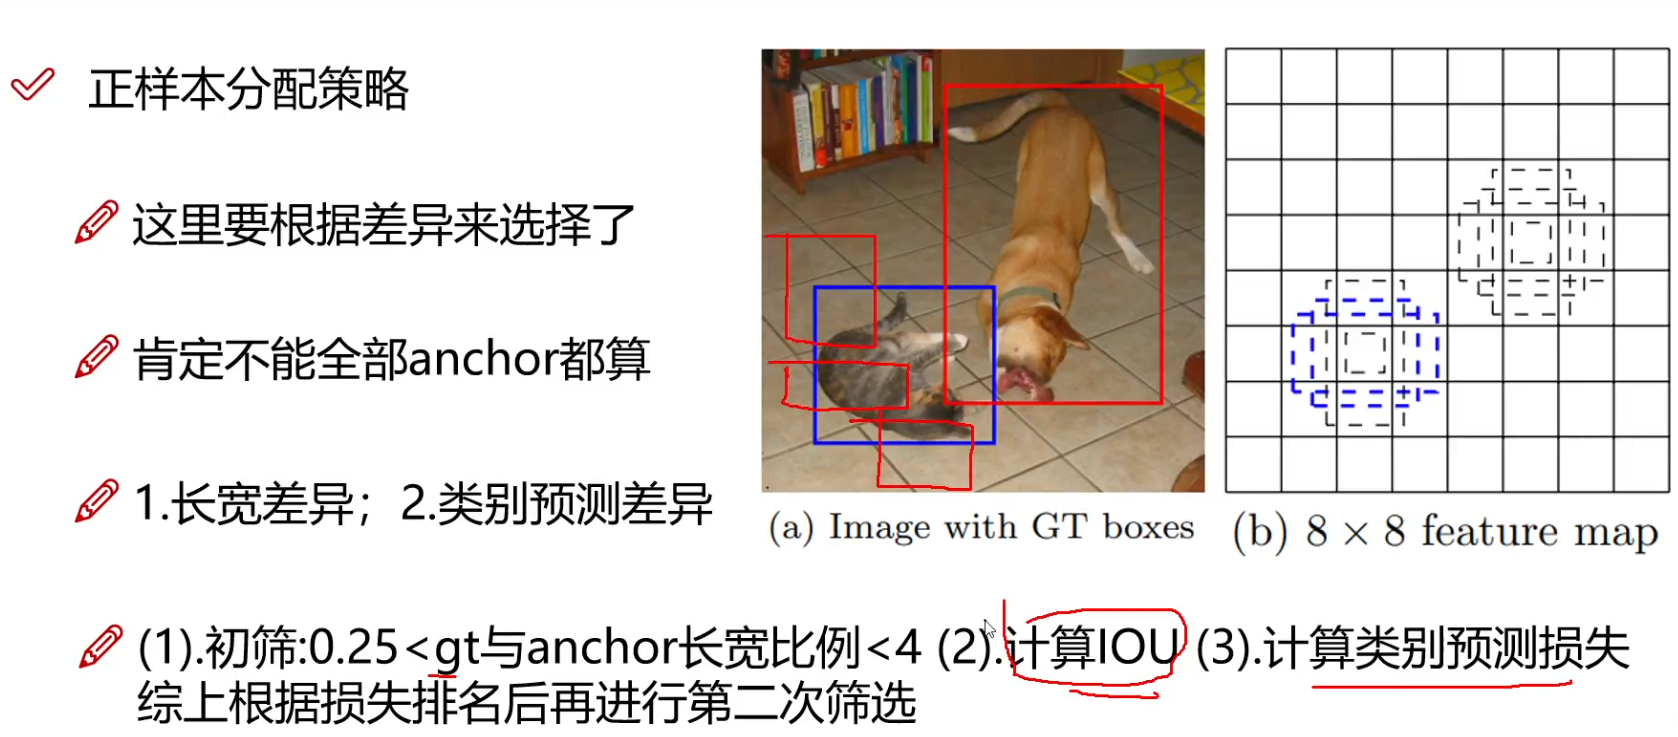 正样本分配策略
这里要根据差异来选择了
肯定不能全部anchor都算
1.长宽差异；2.类别预测差异
(a) Image with GT boxes
(b) 8 × 8 feature map
(1).初筛:0.25<gt与anchor长宽比例<4 (2).计算IOU (3).计算类别预测损失
综上根据损失排名后再进行第二次筛选